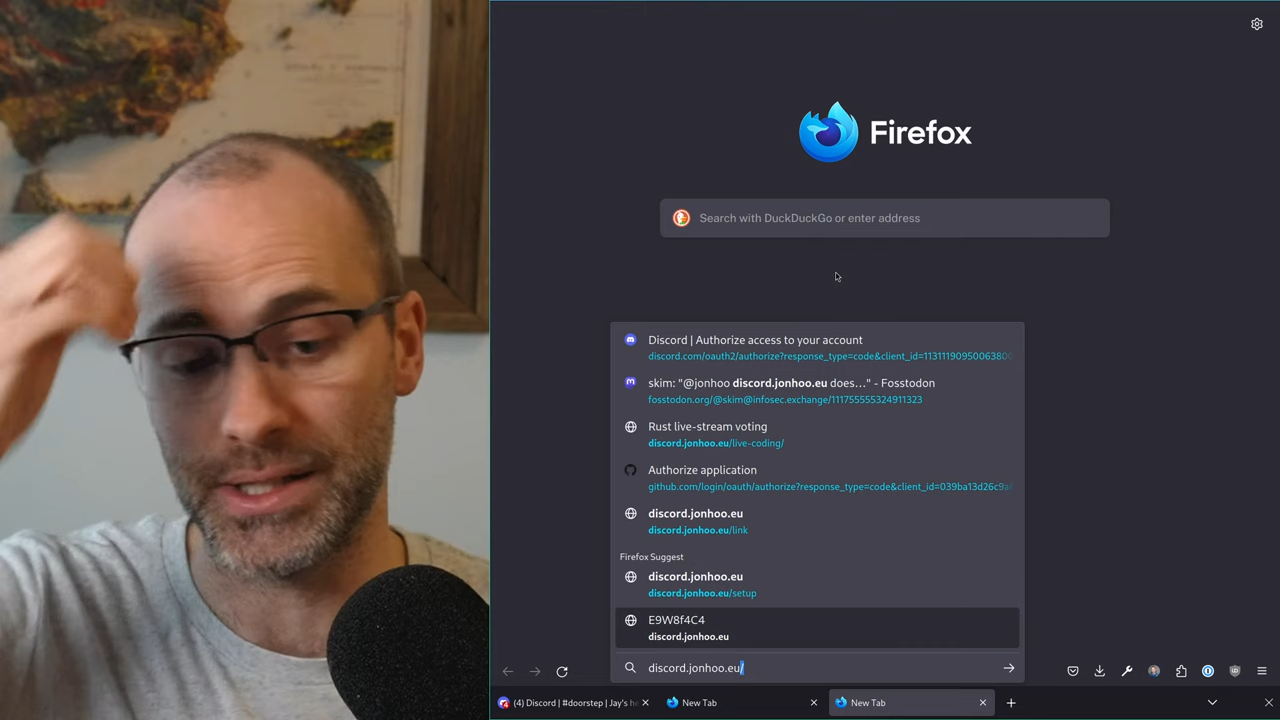 Firefox
Search with DuckDuckGo or enter address
Discord | Authorize access to your account
discord.com/oauth2/authorize?response_type=code&client_id=11311190950063800
skim: "@jonhoo discord.jonhoo.eu does…" - Fosstodon
fosstodon.org/@skim@infosec.exchange/111755555324911323
Rust live-stream voting
discord.jonhoo.eu/live-coding/
Authorize application
github.com/login/oauth/authorize?response_type=code&client_id=039ba13d26c9a
discord.jonhoo.eu
discord.jonhoo.eu/link
Firefox Suggest
discord.jonhoo.eu
discord.jonhoo.eu/setup
E9W8f4C4
discord.jonhoo.eu
discord.jonhoo.eu/
(4) Discord | #doorstep | Jay's h
New Tab
New Tab